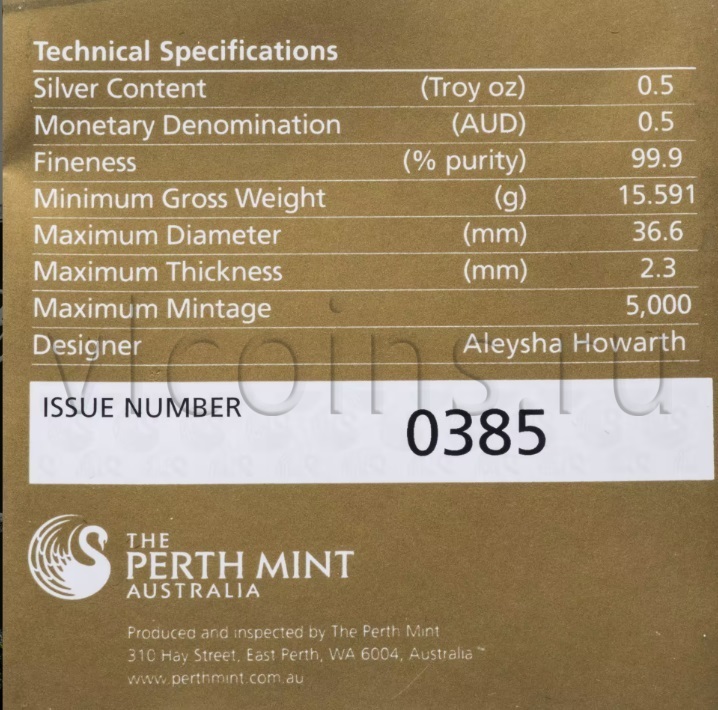 Technical Specifications
Silver Content (Troy oz) 0.5
Monetary Denomination (AUD) 0.5
Fineness (% purity) 99.9
Minimum Gross Weight (g) 15.591
Maximum Diameter (mm) 36.6
Maximum Thickness (mm) 2.3
Maximum Mintage 5,000
Designer Aleysha Howarth
vlcoins.ru
ISSUE NUMBER 0385
THE
PERTH MINT
AUSTRALIA
Produced and inspected by The Perth Mint
310 Hay Street, East Perth, WA 6004, Australia™
www.perthmint.com.au